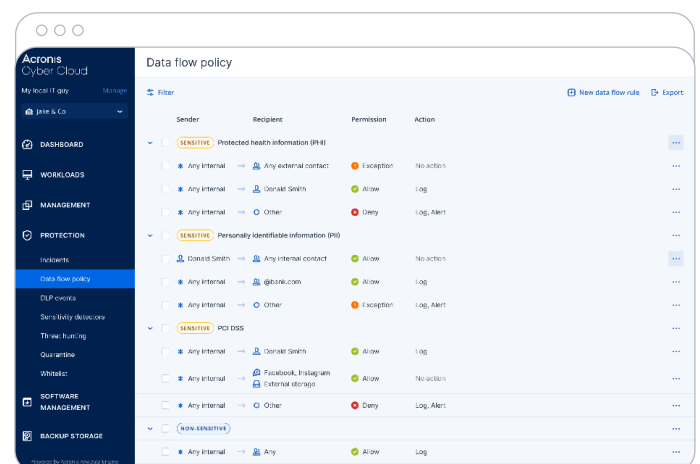 Acronis
Cyber Cloud
My local IT guy Manage
Jake & Co
DASHBOARD
WORKLOADS
MANAGEMENT
PROTECTION
Incidents
Data flow policy
DLP events
Sensitivity detectors
Threat hunting
Quarantine
Whitelist
SOFTWARE
MANAGEMENT
BACKUP STORAGE
Powered by Acronis AnyData Engine
Data flow policy
Filter New data flow rule Export
Sender Recipient Permission Action
SENSITIVE Protected health information (PHI)
Any internal → Any external contact Exception No action
Any internal → Donald Smith Allow Log
Any internal → Other Deny Log, Alert
SENSITIVE Personally identifiable information (PII)
Donald Smith → Any internal contact Allow No action
Any internal → @bank.com Allow Log
Any internal → Other Exception Log, Alert
SENSITIVE PCI DSS
Any internal → Donald Smith Allow Log
Any internal → Facebook, Instagram Allow No action
External storage
Any internal → Other Deny Log, Alert
NON-SENSITIVE
Any internal → Any Allow Log